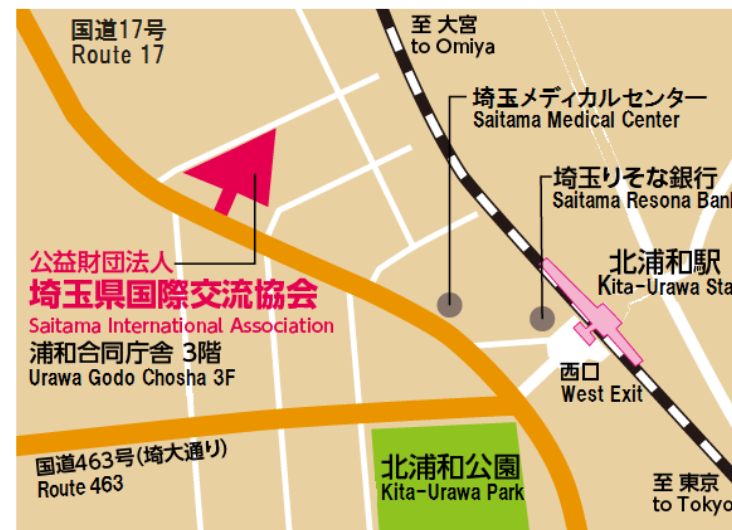 国道17号
Route 17
至 大宮
to Omiya
埼玉メディカルセンター
Saitama Medical Center
埼玉りそな銀行
Saitama Resona Bank
北浦和駅
Kita-Urawa Sta
公益財団法人
埼玉県国際交流協会
Saitama International Association
浦和合同庁舎 3階
Urawa Godo Chosha 3F
西口
West Exit
国道463号(埼大通り)
Route 463
北浦和公園
Kita-Urawa Park
至 東京
to Tokyo